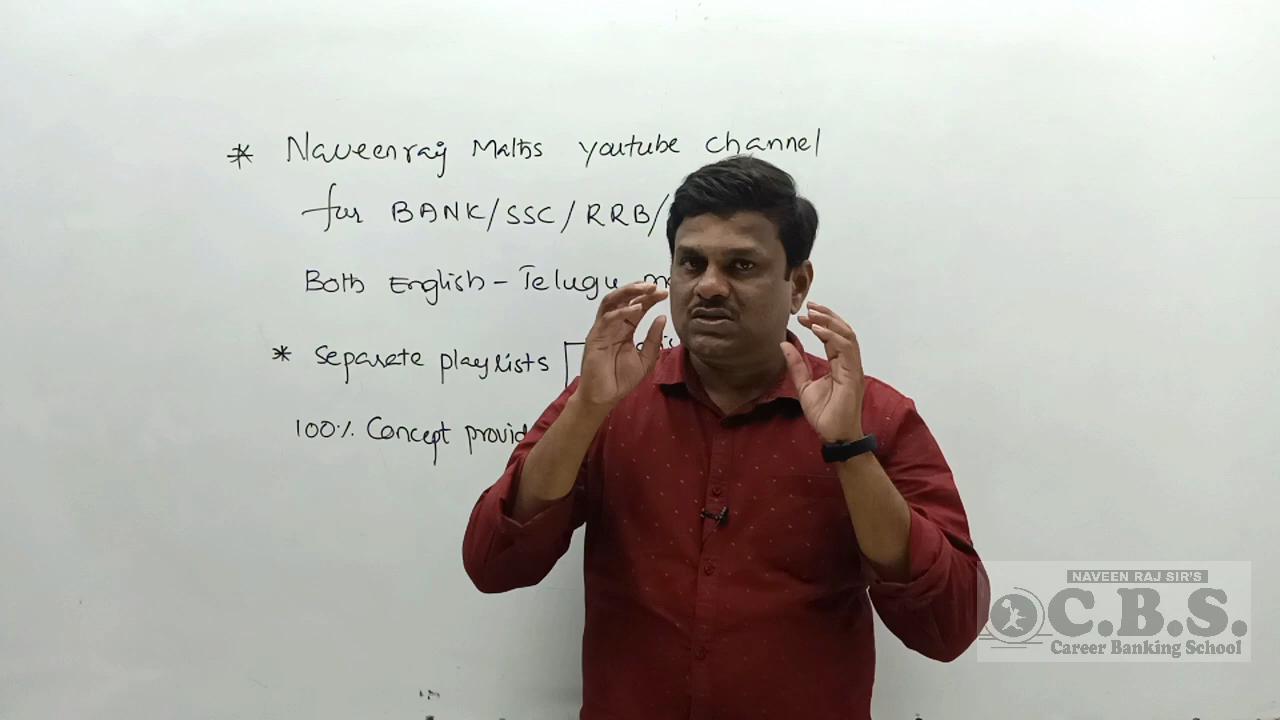 * Naveenraj Maths youtube channel
for BANK/SSC/RRB/
Both English - Telugu
* Separate playlists
100% Concept provid
NAVEEN RAJ SIR'S
C.B.S.
Career Banking School